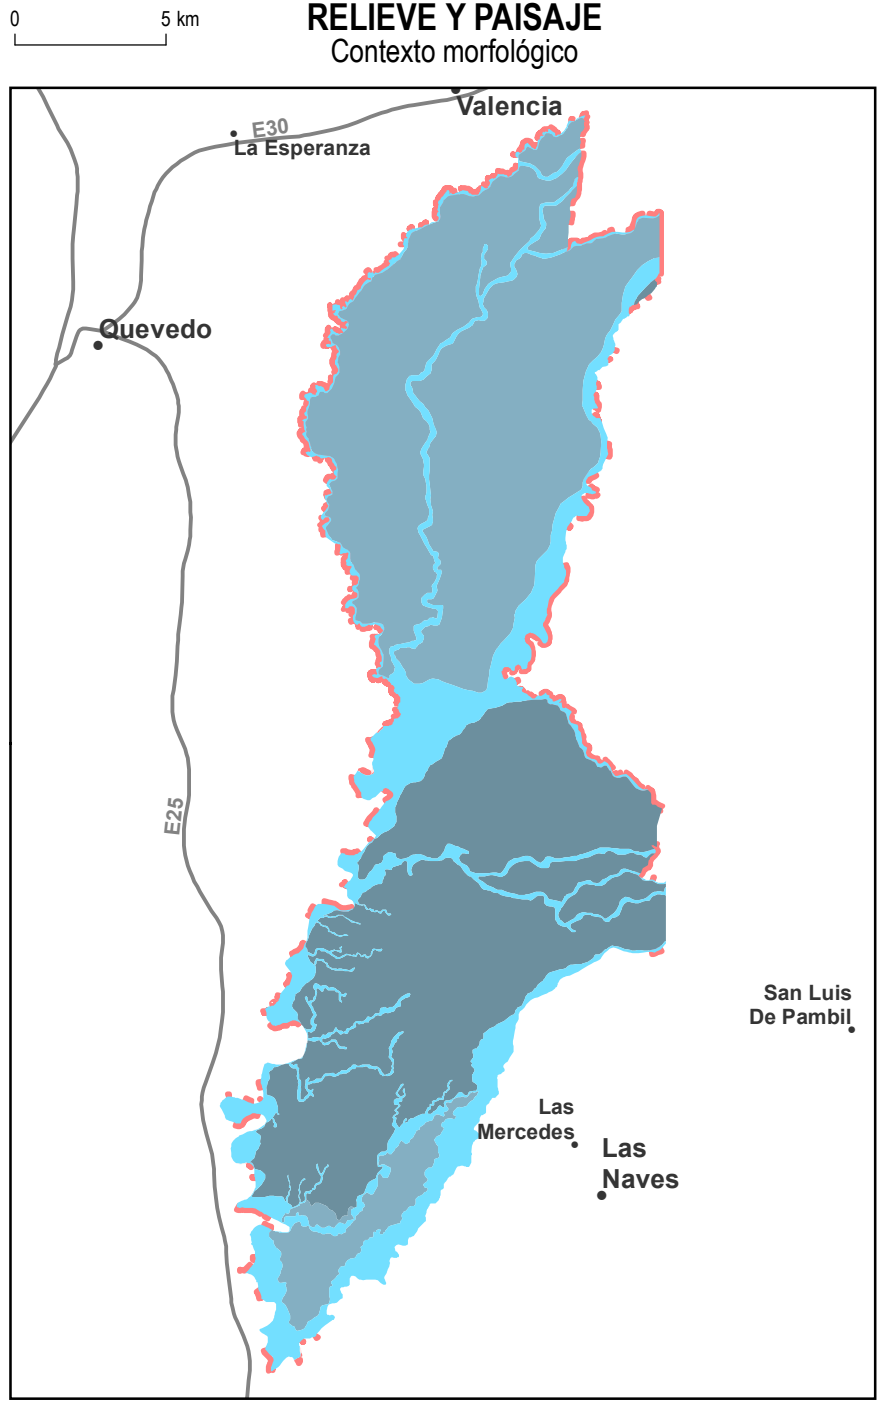 0 5 km
RELIEVE Y PAISAJE
Contexto morfológico
Valencia
E30
La Esperanza
Quevedo
E25
San Luis
De Pambil
Las
Mercedes
Las
Naves